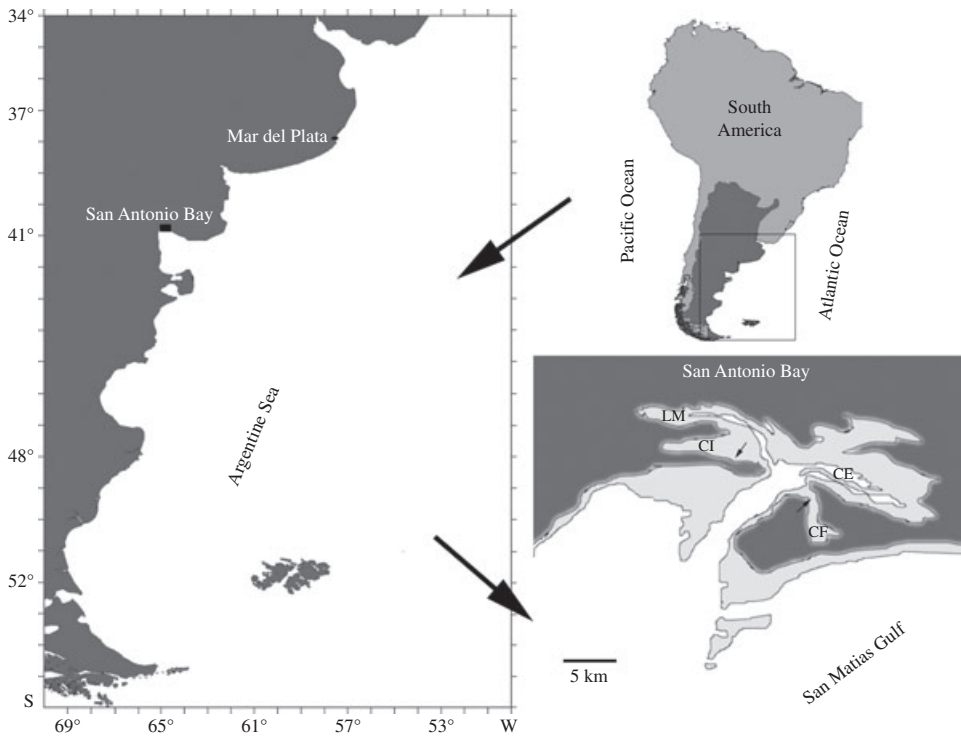 34°
37°
41°
48°
52°
S
69°
65°
61°
57°
53°
W
Mar del Plata
San Antonio Bay
Argentine Sea
South
America
Pacific Ocean
Atlantic Ocean
San Antonio Bay
LM
CI
CE
CF
San Matias Gulf
5 km